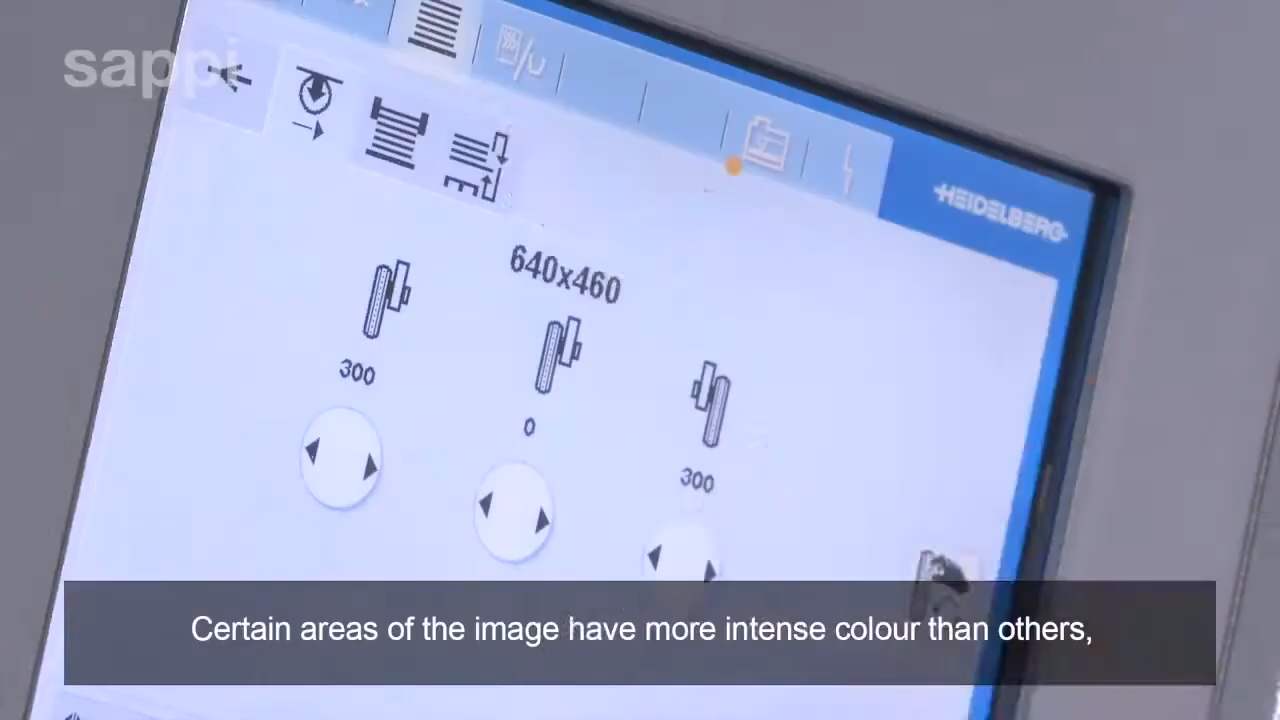 sappi
HEIDELBERG
640x460
300
0
300
Certain areas of the image have more intense colour than others,